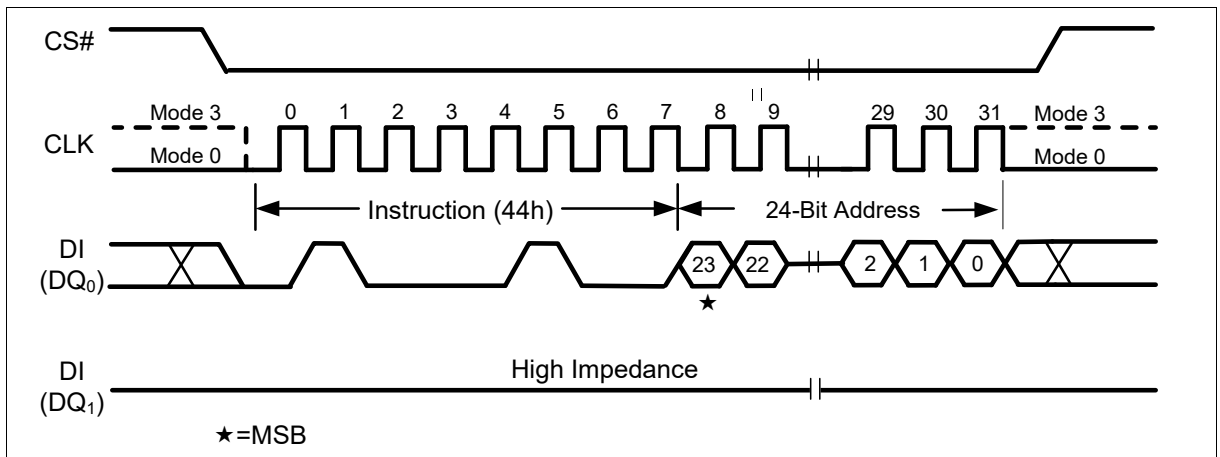 CS#
Mode 3
0 1 2 3 4 5 6 7 8 9 29 30 31
Mode 3
CLK
Mode 0
Mode 0
Instruction (44h)
24-Bit Address
DI
(DQ0)
23 22 2 1 0
★
DI
(DQ1)
High Impedance
★=MSB